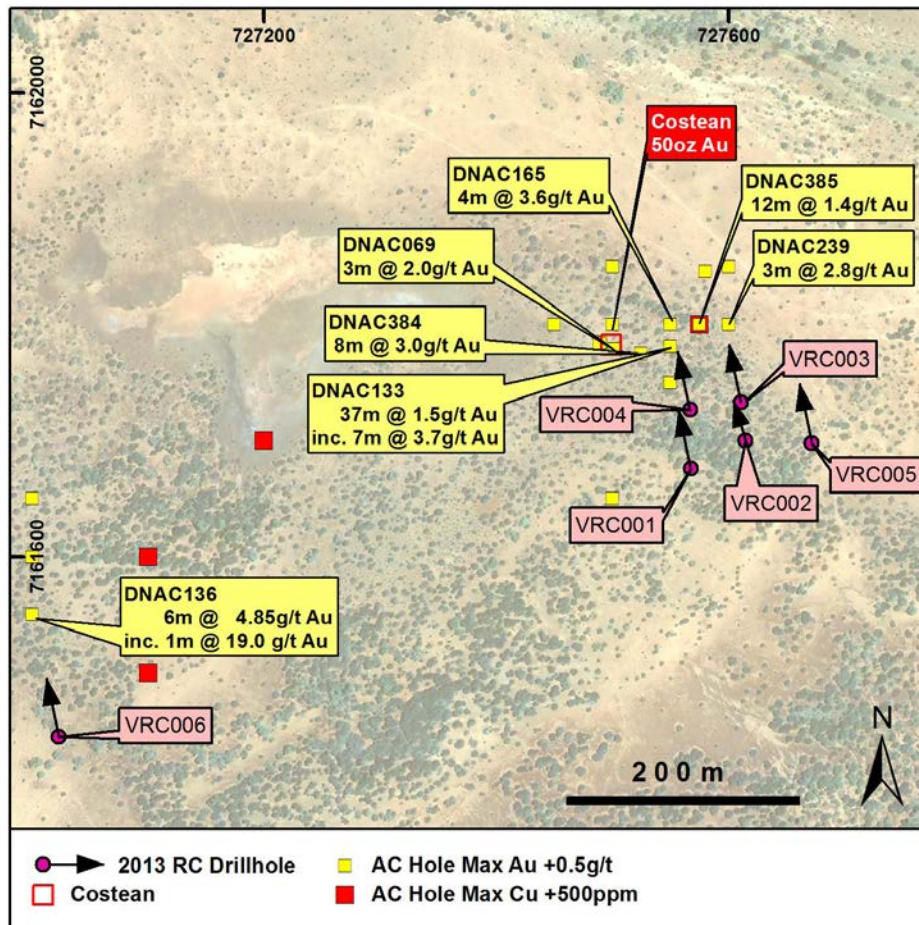 727200
727600
7162000
Costean
50oz Au
DNAC165
4m @ 3.6g/t Au
DNAC385
12m @ 1.4g/t Au
DNAC069
3m @ 2.0g/t Au
DNAC239
3m @ 2.8g/t Au
DNAC384
8m @ 3.0g/t Au
DNAC133
37m @ 1.5g/t Au
inc. 7m @ 3.7g/t Au
VRC004
VRC003
VRC005
VRC002
VRC001
7161600
DNAC136
6m @ 4.85g/t Au
inc. 1m @ 19.0 g/t Au
VRC006
N
200 m
2013 RC Drillhole
AC Hole Max Au +0.5g/t
Costean
AC Hole Max Cu +500ppm